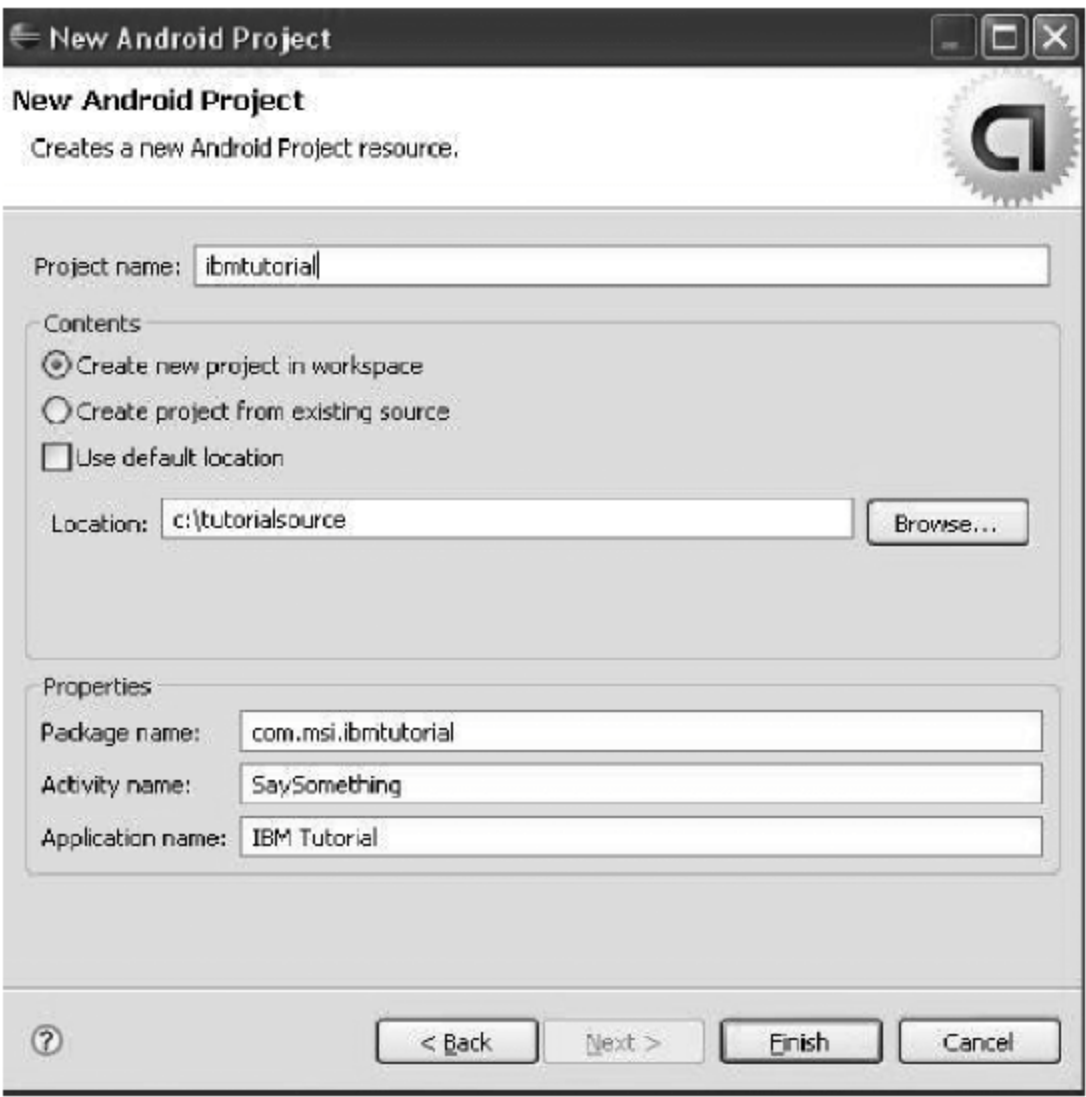 New Android Project
New Android Project
Creates a new Android Project resource.
Project name: ibmtutorial
Contents
Create new project in workspace
Create project from existing source
Use default location
Location: c:\tutorialsource Browse...
Properties
Package name: com.msi.ibmtutorial
Activity name: SaySomething
Application name: IBM Tutorial
? < Back Next > Finish Cancel